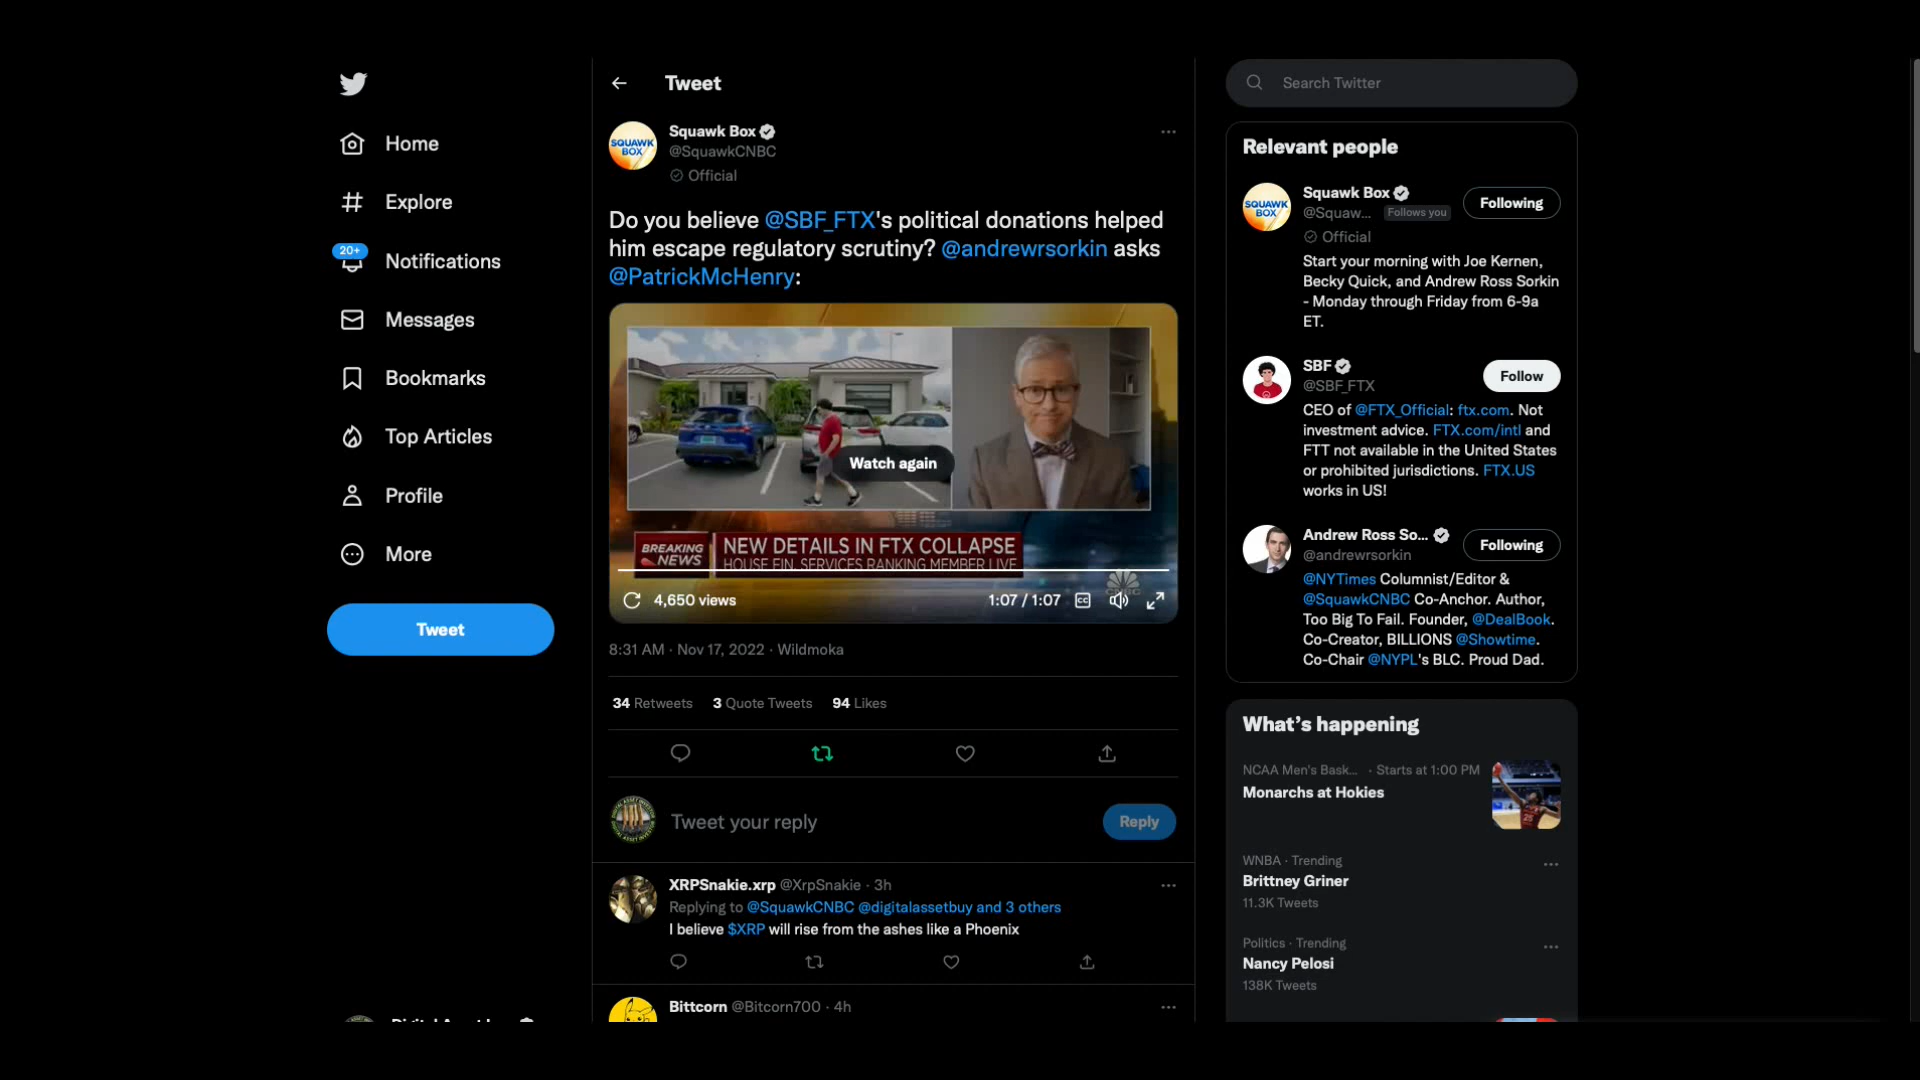 Home
Explore
20+
Notifications
Messages
Bookmarks
Top Articles
Profile
More
Tweet
Tweet
SQUAWK
BOX
Squawk Box
@SquawkCNBC
Official
Do you believe @SBF_FTX's political donations helped
him escape regulatory scrutiny? @andrewrsorkin asks
@PatrickMcHenry:
Watch again
BREAKING
NEWS
NEW DETAILS IN FTX COLLAPSE
HOUSE FIN. SERVICES RANKING MEMBER LIVE
CNBC
4,650 views
1:07 / 1:07
CC
8:31 AM · Nov 17, 2022 · Wildmoka
34 Retweets 3 Quote Tweets 94 Likes
DIGITAL ASSET INVESTOR
Tweet your reply
Reply
XRPSnakie.xrp @XrpSnakie · 3h
Replying to @SquawkCNBC @digitalassetbuy and 3 others
I believe $XRP will rise from the ashes like a Phoenix
Bittcorn @Bitcorn700 · 4h
Search Twitter
Relevant people
SQUAWK
BOX
Squawk Box
@Squaw... Follows you
Following
Official
Start your morning with Joe Kernen,
Becky Quick, and Andrew Ross Sorkin
- Monday through Friday from 6-9a
ET.
SBF
@SBF_FTX
Follow
CEO of @FTX_Official: ftx.com. Not
investment advice. FTX.com/intl and
FTT not available in the United States
or prohibited jurisdictions. FTX.US
works in US!
Andrew Ross So...
@andrewrsorkin
Following
@NYTimes Columnist/Editor &
@SquawkCNBC Co-Anchor. Author,
Too Big To Fail. Founder, @DealBook.
Co-Creator, BILLIONS @Showtime.
Co-Chair @NYPL's BLC. Proud Dad.
What's happening
NCAA Men's Bask... · Starts at 1:00 PM
Monarchs at Hokies
WNBA · Trending
Brittney Griner
11.3K Tweets
Politics · Trending
Nancy Pelosi
138K Tweets